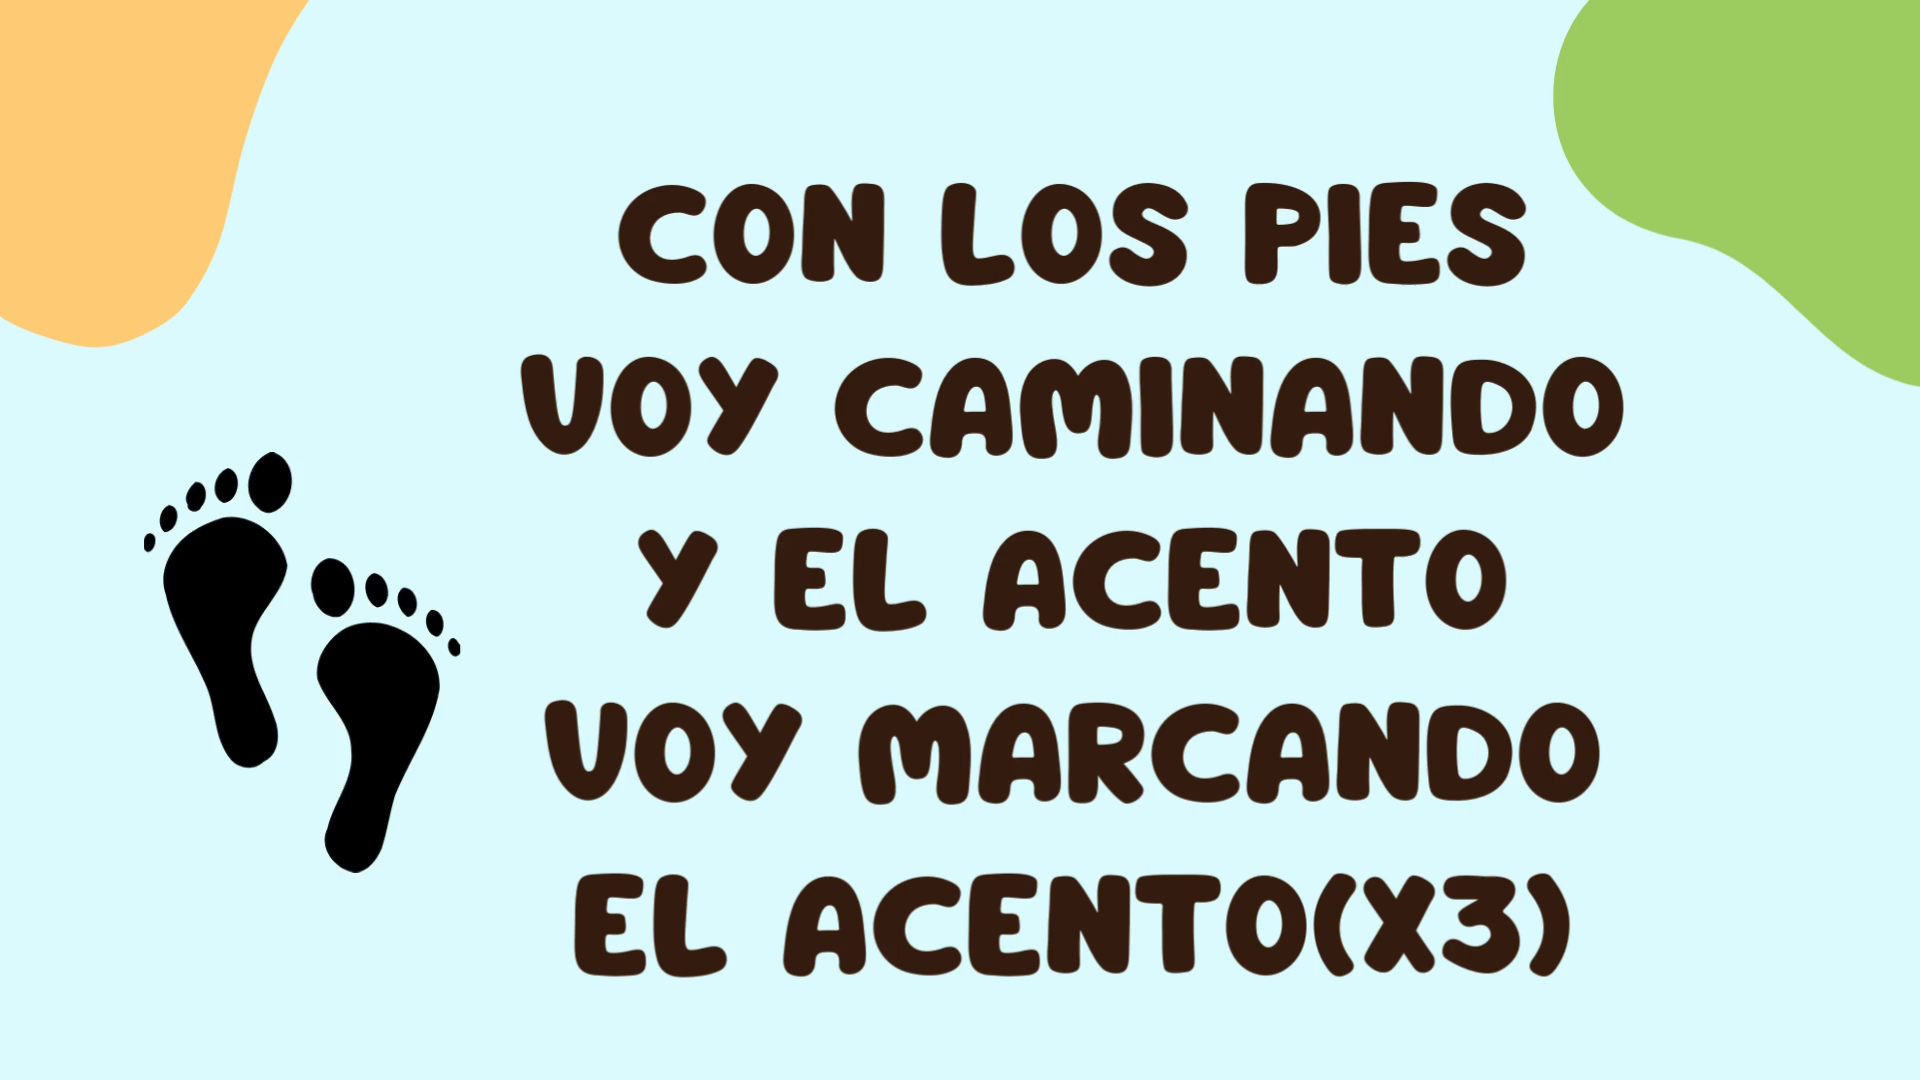 CON LOS PIES
VOY CAMINANDO
Y EL ACENTO
VOY MARCANDO
EL ACENTO(X3)